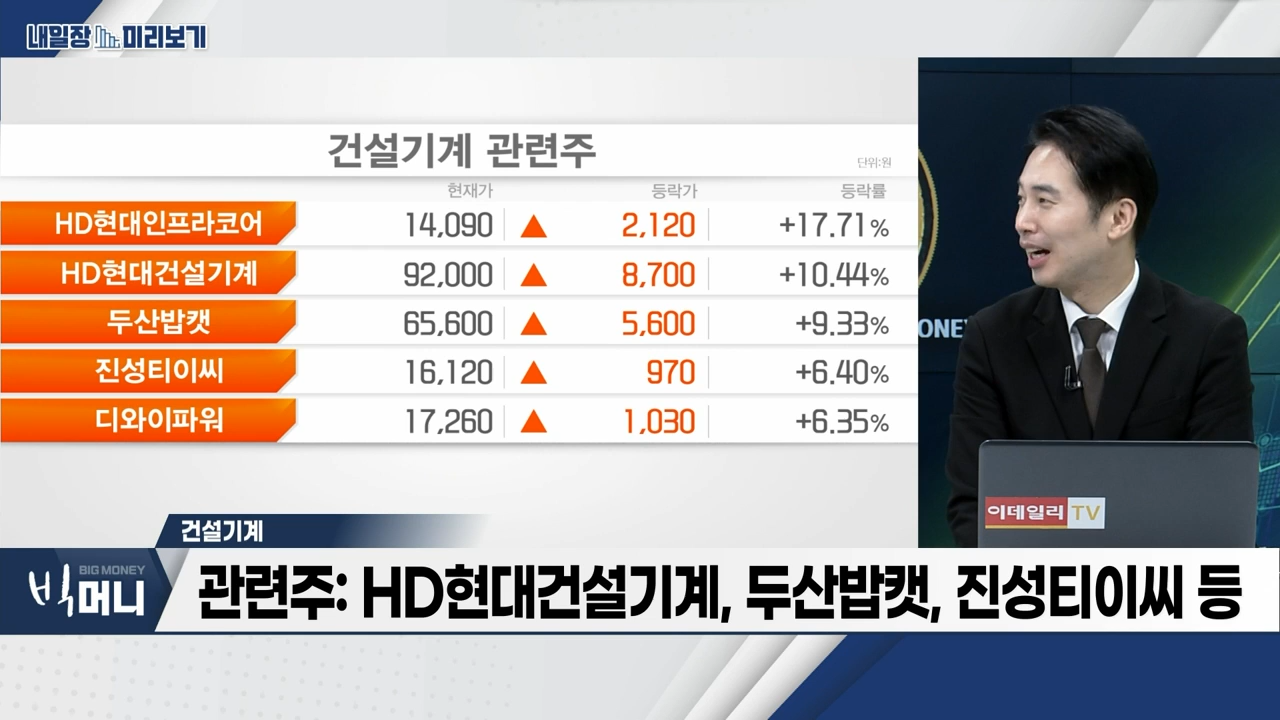 내일장 미리보기
건설기계 관련주
단위:원
현재가 등락가 등락률
HD현대인프라코어 14,090 ▲ 2,120 +17.71%
HD현대건설기계 92,000 ▲ 8,700 +10.44%
두산밥캣 65,600 ▲ 5,600 +9.33%
진성티이씨 16,120 ▲ 970 +6.40%
디와이파워 17,260 ▲ 1,030 +6.35%
ONEY
이데일리 TV
건설기계
BIG MONEY
빅머니
관련주: HD현대건설기계, 두산밥캣, 진성티이씨 등